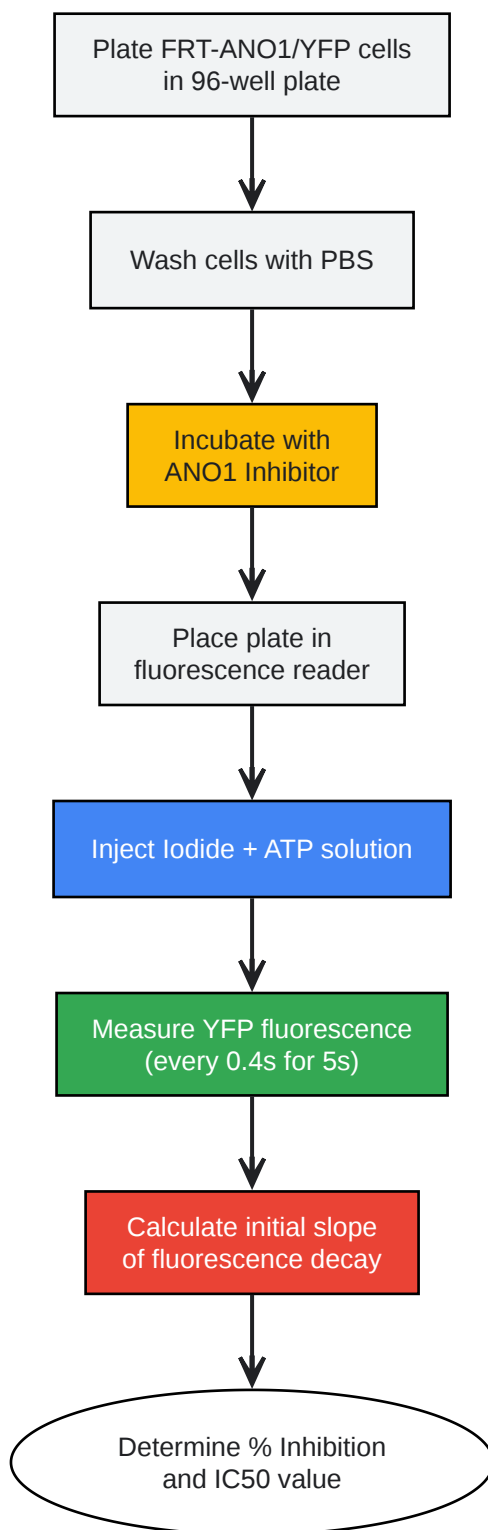 Plate FRT-ANO1/YFP cells
in 96-well plate
Wash cells with PBS
Incubate with
ANO1 Inhibitor
Place plate in
fluorescence reader
Inject Iodide + ATP solution
Measure YFP fluorescence
(every 0.4s for 5s)
Calculate initial slope
of fluorescence decay
Determine % Inhibition
and IC50 value